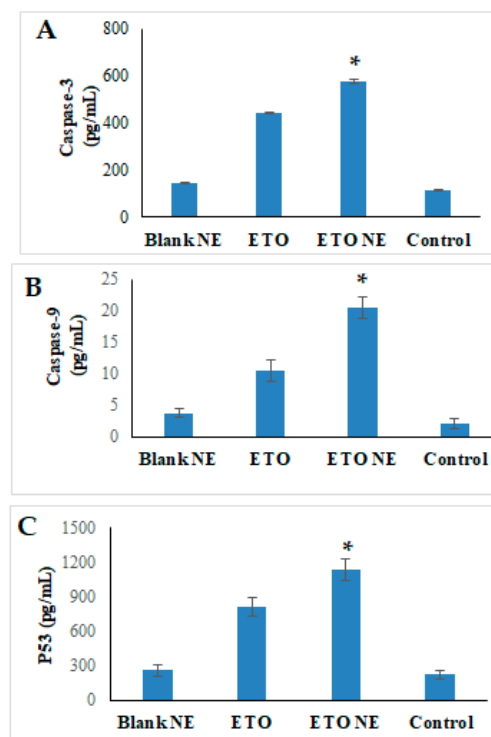 A
Caspase-3
(pg/mL)
800
600
400
200
0
*
Blank NE ETO ETO NE Control
B
Caspase-9
(pg/mL)
25
20
15
10
5
0
*
Blank NE ETO ETO NE Control
C
P53 (pg/mL)
1500
1200
900
600
300
0
*
Blank NE ETO ETO NE Control